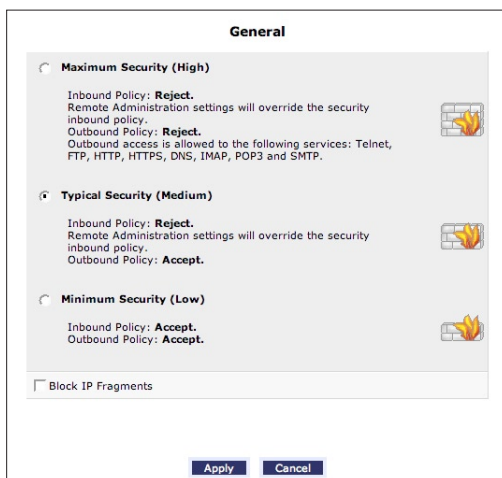 General
Maximum Security (High)
Inbound Policy: Reject.
Remote Administration settings will override the security
inbound policy.
Outbound Policy: Reject.
Outbound access is allowed to the following services: Telnet,
FTP, HTTP, HTTPS, DNS, IMAP, POP3 and SMTP.
Typical Security (Medium)
Inbound Policy: Reject.
Remote Administration settings will override the security
inbound policy.
Outbound Policy: Accept.
Minimum Security (Low)
Inbound Policy: Accept.
Outbound Policy: Accept.
Block IP Fragments
Apply Cancel